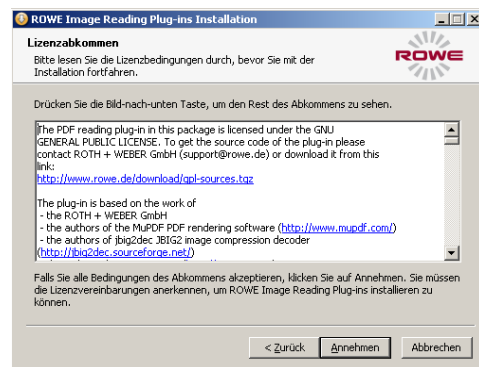 ROWE Image Reading Plug-ins Installation
Lizenzabkommen
Bitte lesen Sie die Lizenzbedingungen durch, bevor Sie mit der
Installation fortfahren.
ROWE
Drücken Sie die Bild-nach-unten Taste, um den Rest des Abkommens zu sehen.
The PDF reading plug-in in this package is licensed under the GNU
GENERAL PUBLIC LICENSE. To get the source code of the plug-in please
contact ROTH + WEBER GmbH (support@rowe.de) or download it from this
link:
http://www.rowe.de/download/gpl-sources.tgz
The plug-in is based on the work of
- the ROTH + WEBER GmbH
- the authors of the MuPDF PDF rendering software (http://www.mupdf.com/)
- the authors of jbig2dec JBIG2 image compression decoder
(http://jbig2dec.sourceforge.net/)
Falls Sie alle Bedingungen des Abkommens akzeptieren, klicken Sie auf Annehmen. Sie müssen
die Lizenzvereinbarungen anerkennen, um ROWE Image Reading Plug-ins installieren zu
können.
< Zurück Annehmen Abbrechen